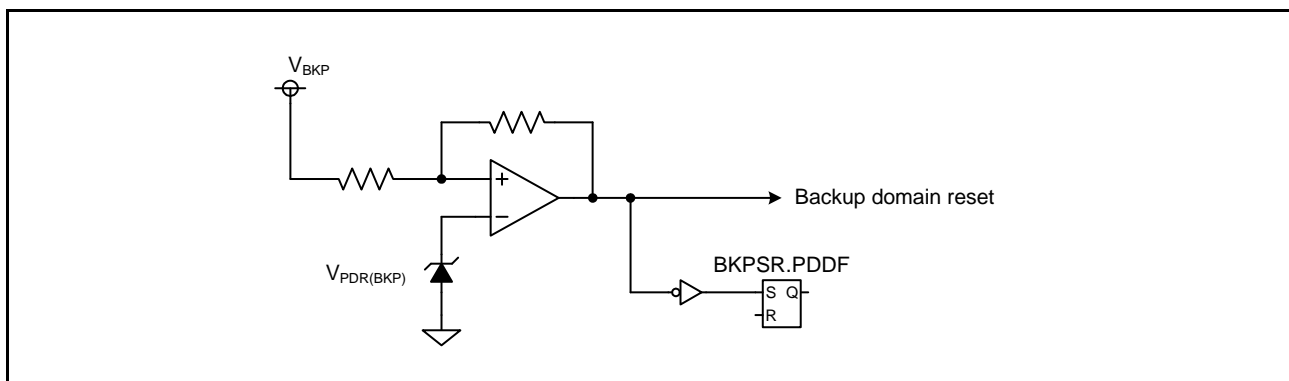 VBKP
+
−
Backup domain reset
VPDR(BKP)
BKPSR.PDDF
S Q
R